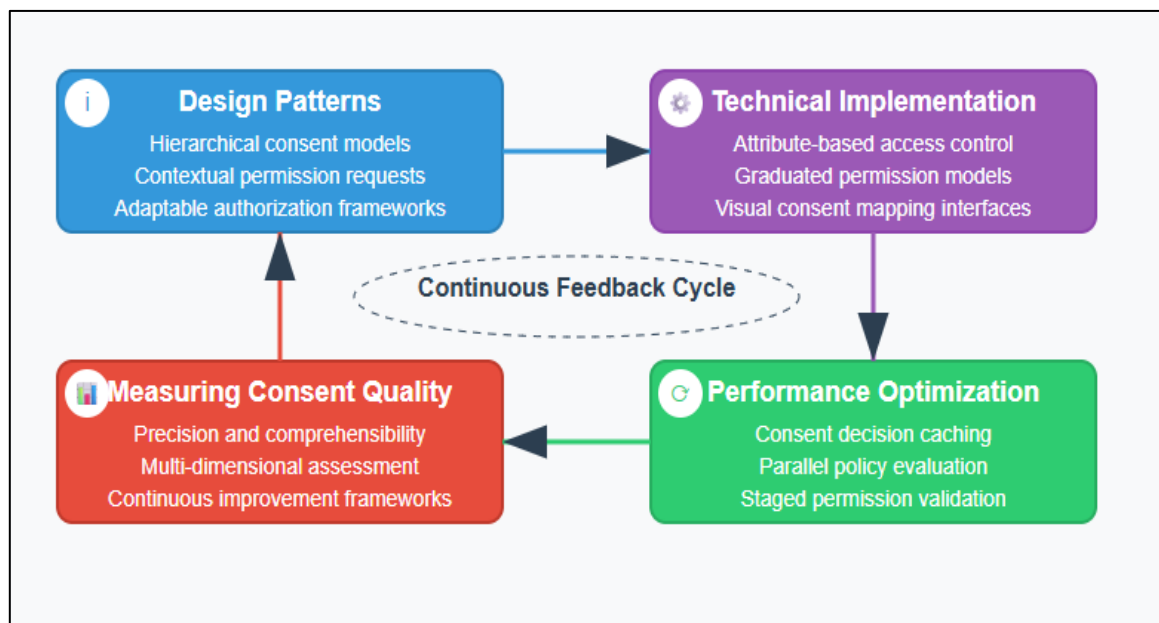 Design Patterns
Hierarchical consent models
Contextual permission requests
Adaptable authorization frameworks
Technical Implementation
Attribute-based access control
Graduated permission models
Visual consent mapping interfaces
Continuous Feedback Cycle
Measuring Consent Quality
Precision and comprehensibility
Multi-dimensional assessment
Continuous improvement frameworks
Performance Optimization
Consent decision caching
Parallel policy evaluation
Staged permission validation